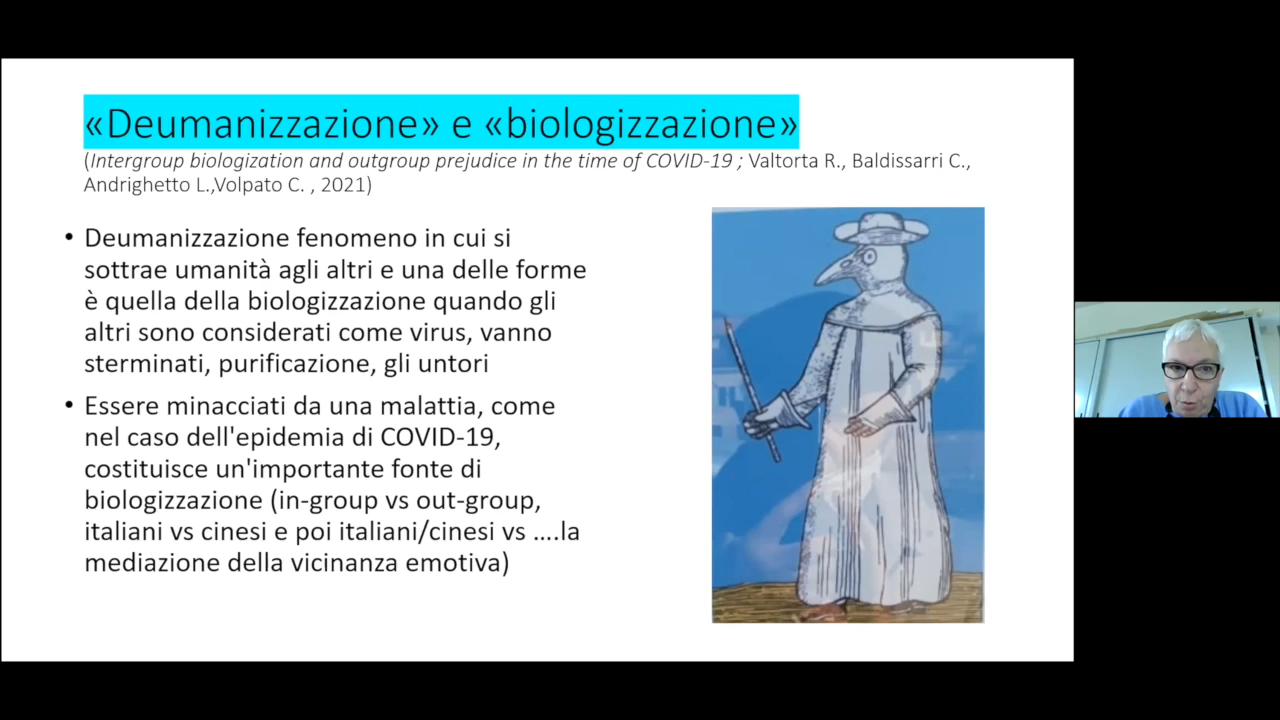 «Deumanizzazione» e «biologizzazione»
(Intergroup biologization and outgroup prejudice in the time of COVID-19 ; Valtorta R., Baldissarri C.,
Andrighetto L.,Volpato C. , 2021)
• Deumanizzazione fenomeno in cui si
sottrae umanità agli altri e una delle forme
è quella della biologizzazione quando gli
altri sono considerati come virus, vanno
sterminati, purificazione, gli untori
• Essere minacciati da una malattia, come
nel caso dell'epidemia di COVID-19,
costituisce un'importante fonte di
biologizzazione (in-group vs out-group,
italiani vs cinesi e poi italiani/cinesi vs ….la
mediazione della vicinanza emotiva)